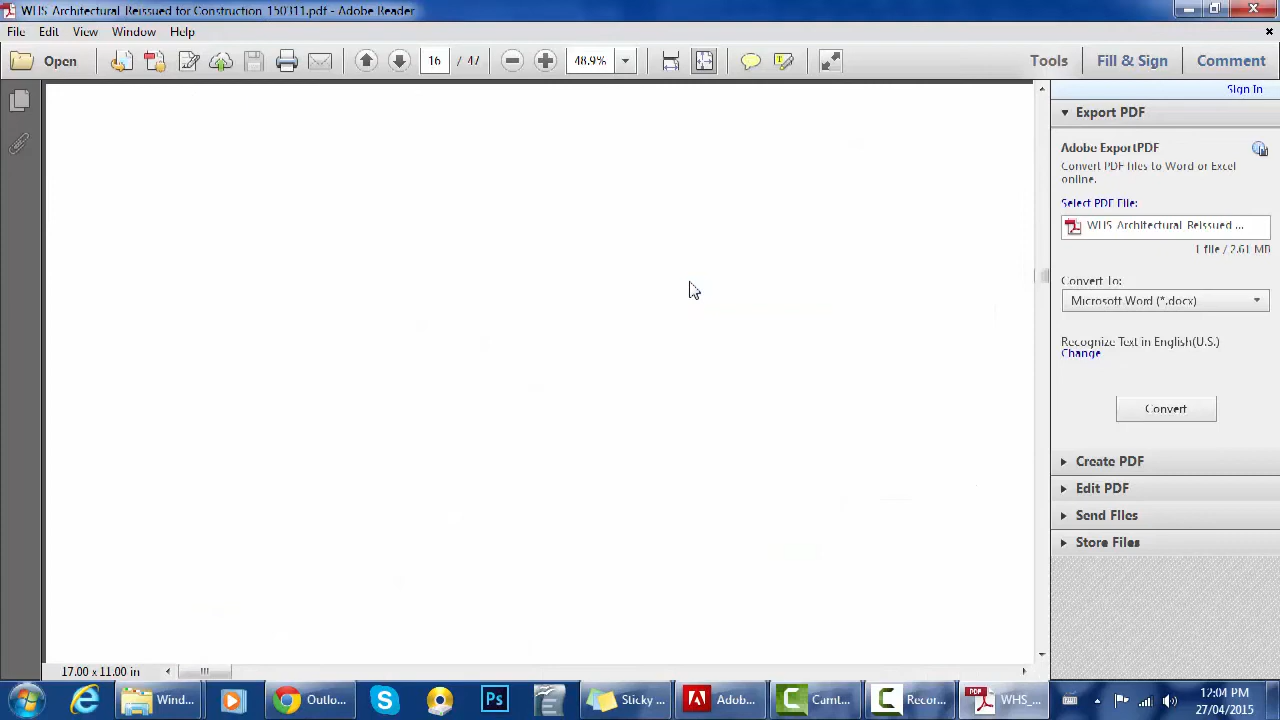 WHS Architectural Reissued for Construction 150311.pdf - Adobe Reader
File Edit View Window Help
Open 16 / 47 48.9% Tools Fill & Sign Comment
Sign In
Export PDF
Adobe ExportPDF
Convert PDF files to Word or Excel
online.
Select PDF File:
WHS Architectural Reissued ...
1 file / 2.61 MB
Convert To:
Microsoft Word (*.docx)
Recognize Text in English(U.S.)
Change
Convert
Create PDF
Edit PDF
Send Files
Store Files
17.00 x 11.00 in
Wind... Outlo... Sticky ... Adob... Camt... Recor... WHS_...
12:04 PM
27/04/2015